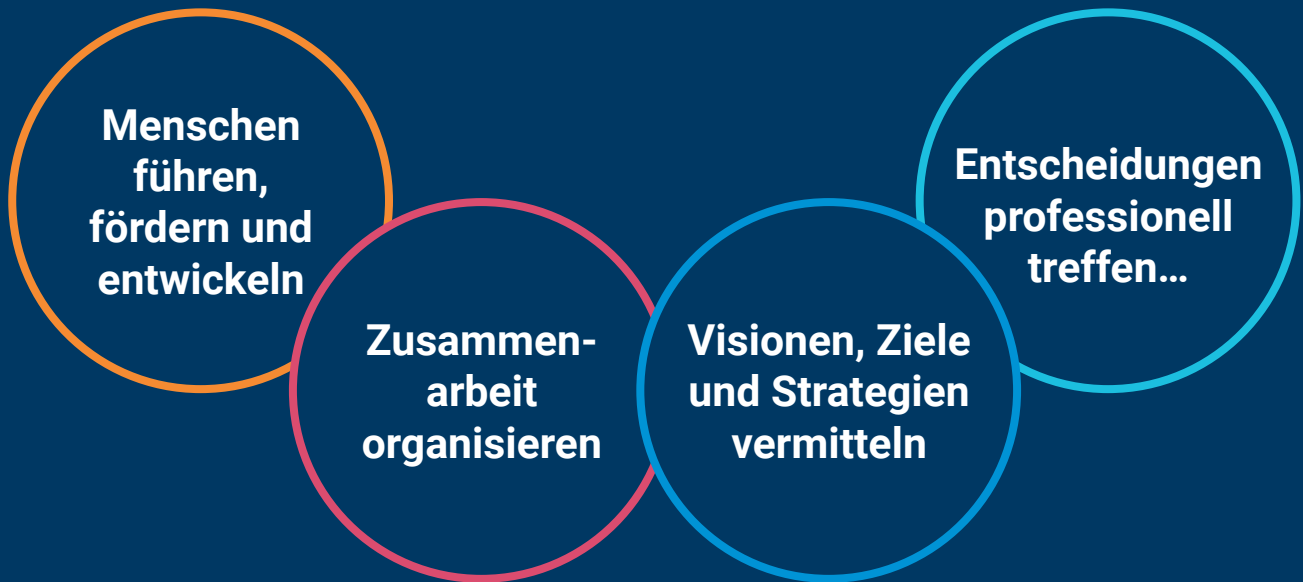 Menschen
führen,
fördern und
entwickeln
Zusammen-
arbeit
organisieren
Visionen, Ziele
und Strategien
vermitteln
Entscheidungen
professionell
treffen…